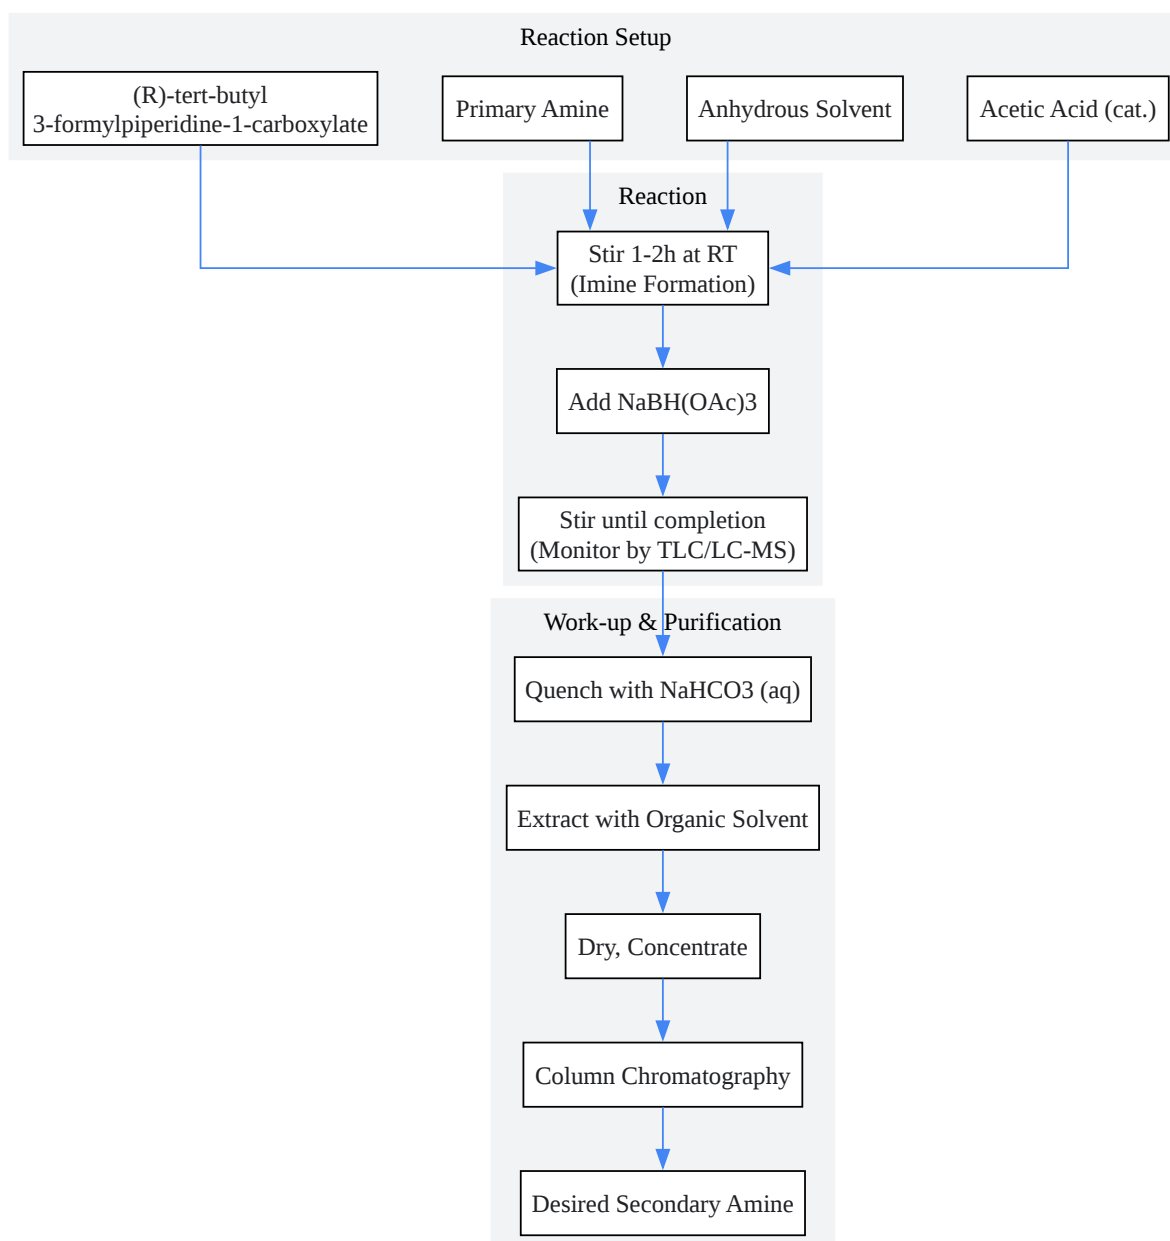 Reaction Setup
(R)-tert-butyl
3-formylpiperidine-1-carboxylate
Primary Amine
Anhydrous Solvent
Acetic Acid (cat.)
Reaction
Stir 1-2h at RT
(Imine Formation)
Add NaBH(OAc)3
Stir until completion
(Monitor by TLC/LC-MS)
Work-up & Purification
Quench with NaHCO3 (aq)
Extract with Organic Solvent
Dry, Concentrate
Column Chromatography
Desired Secondary Amine